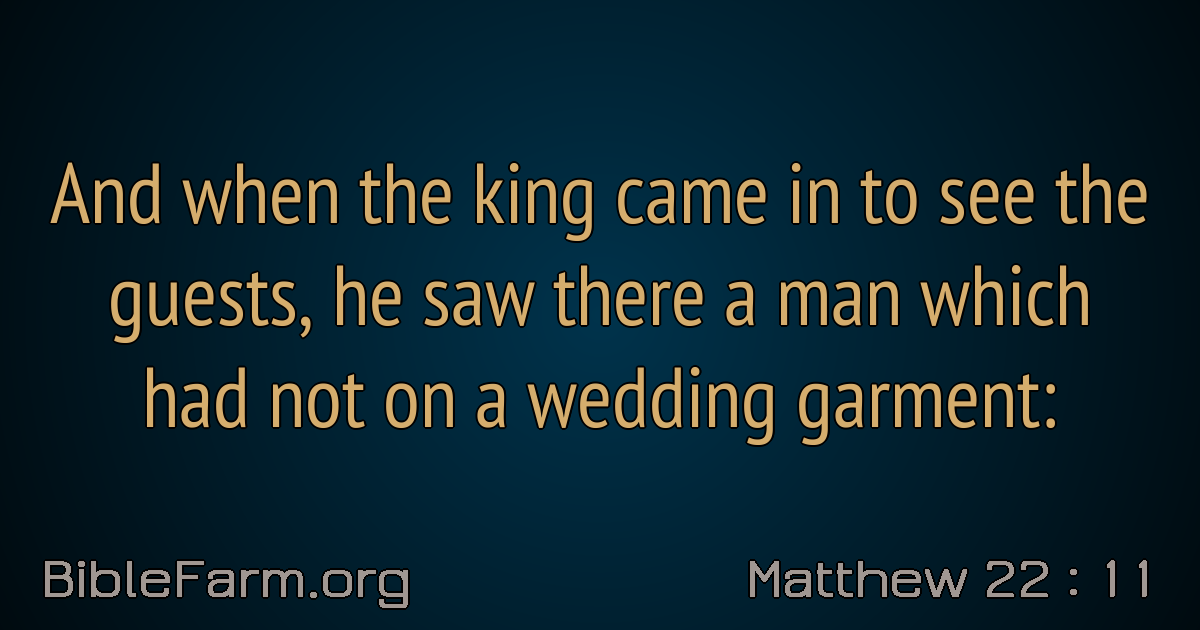 And when the king came in to see the
guests, he saw there a man which
had not on a wedding garment:
BibleFarm.org
Matthew 22 : 11